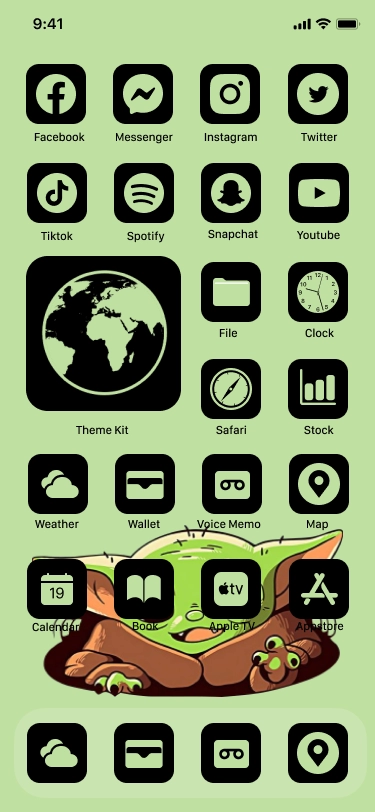 9:41
Facebook Messenger Instagram Twitter
Tiktok Spotify Snapchat Youtube
File Clock
Theme Kit Safari Stock
Weather Wallet Voice Memo Map
19 tv
Calendar Book Apple TV Appstore